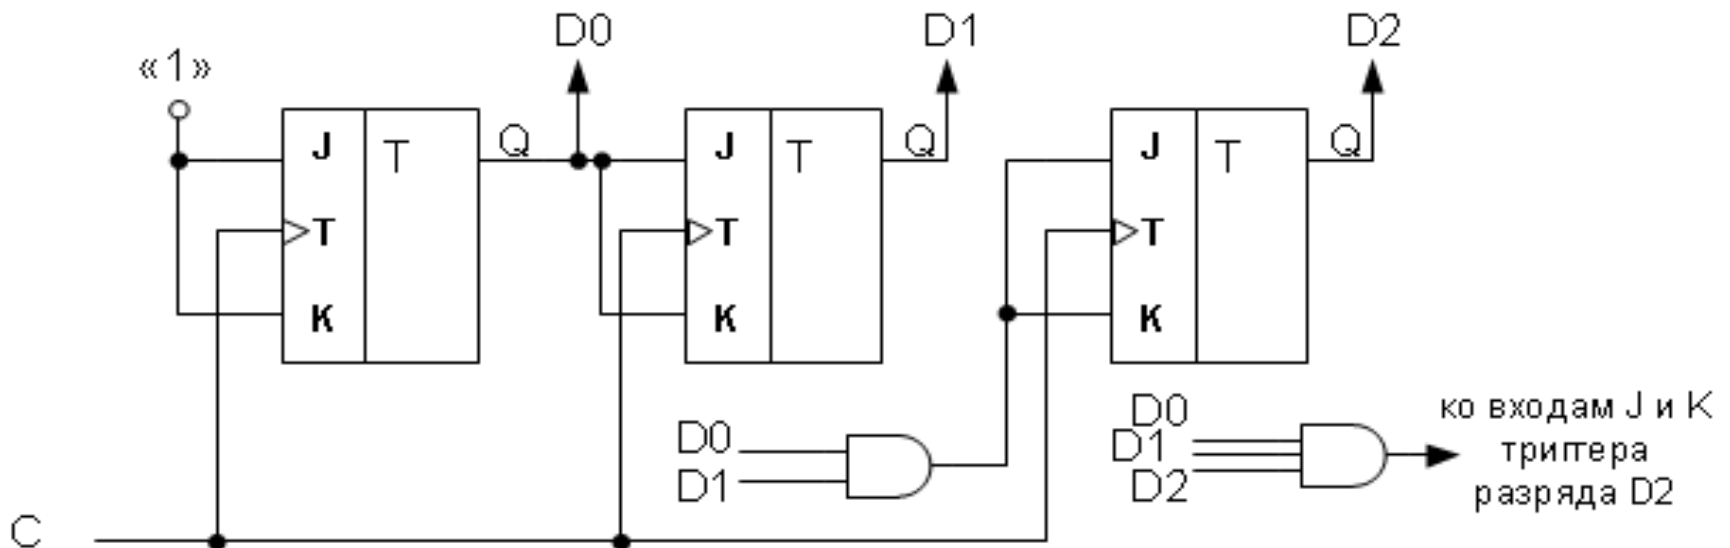 D0 D1 D2
«1»
J T Q J T Q J T Q
T T T
K K K
D0
D1
D0
D1
D2
ко входам J и K
триггера
разряда D2
C